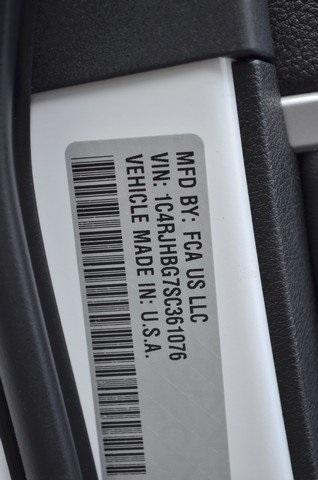 MFD BY: FCA US LLC
VIN: 1C4RJHBG7SC361076
VEHICLE MADE IN: U.S.A.